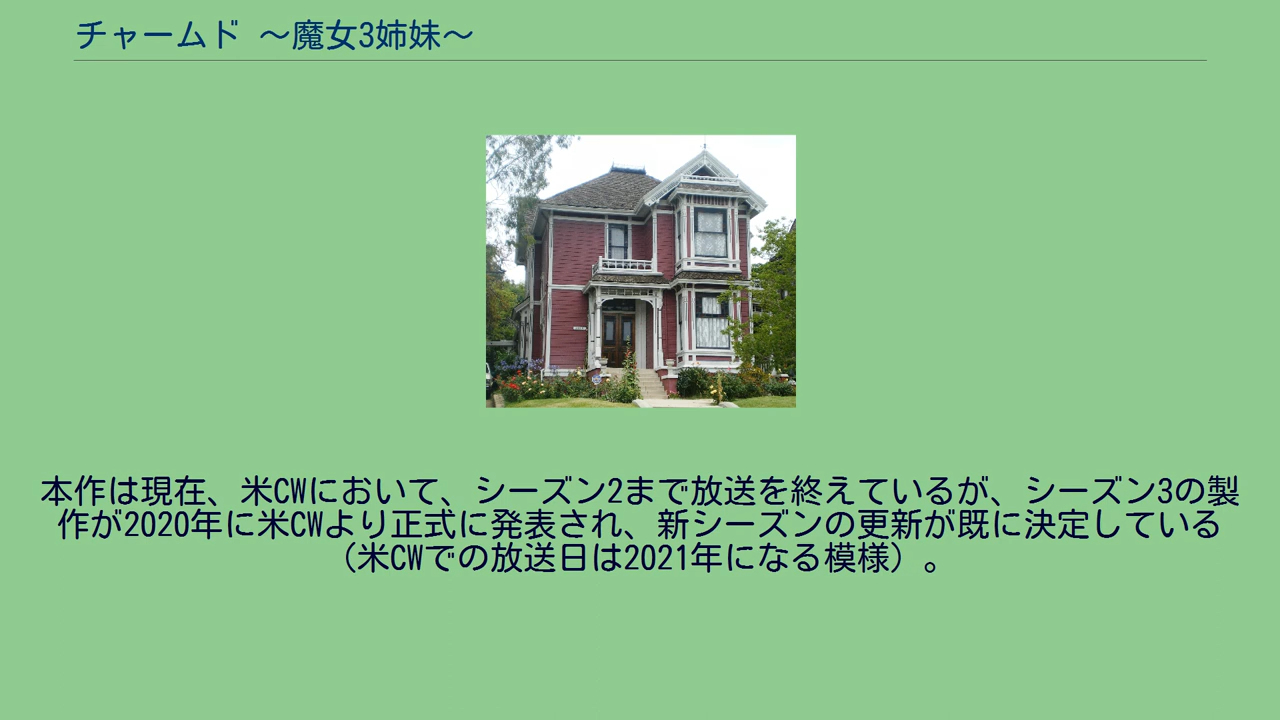 チャームド 〜魔女3姉妹〜
本作は現在、米CWにおいて、シーズン2まで放送を終えているが、シーズン3の製
作が2020年に米CWより正式に発表され、新シーズンの更新が既に決定している
（米CWでの放送日は2021年になる模様）。